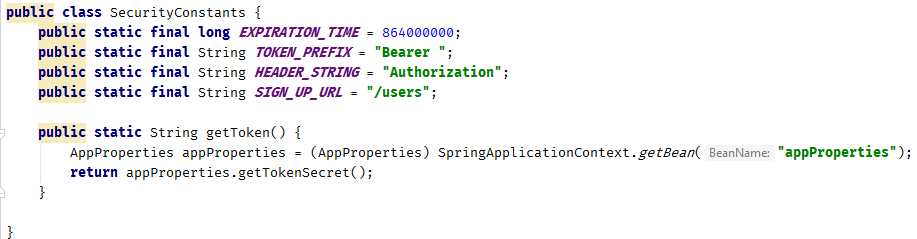 public class SecurityConstants {
    public static final long EXPIRATION_TIME = 864000000;
    public static final String TOKEN_PREFIX = "Bearer ";
    public static final String HEADER_STRING = "Authorization";
    public static final String SIGN_UP_URL = "/users";

    public static String getToken() {
        AppProperties appProperties = (AppProperties) SpringApplicationContext.getBean( BeanName: "appProperties");
        return appProperties.getTokenSecret();
    }

}